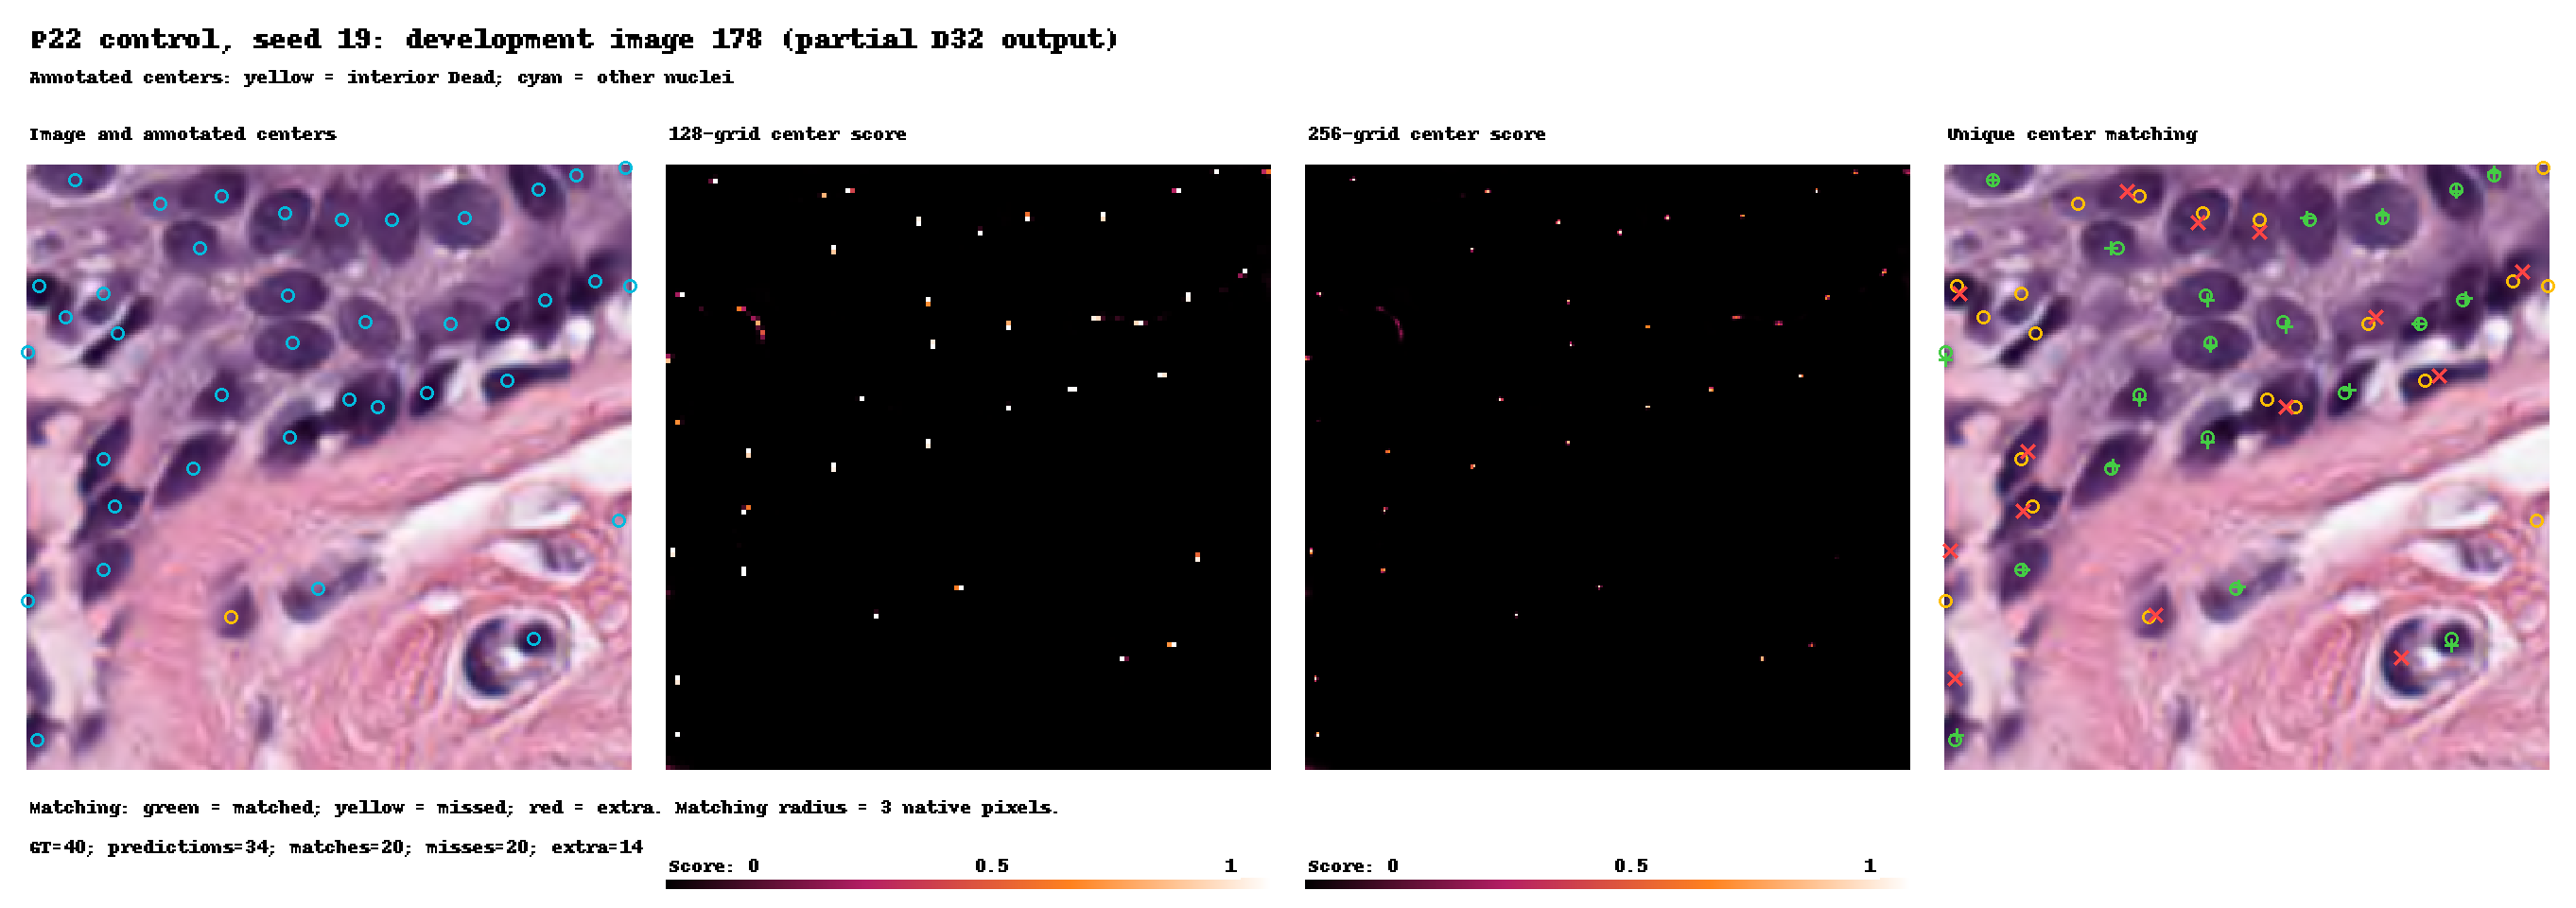 P22 control, seed 19: development image 178 (partial D32 output)
Annotated centers: yellow = interior Dead; cyan = other nuclei
Image and annotated centers
128-grid center score
256-grid center score
Unique center matching
Matching: green = matched; yellow = missed; red = extra. Matching radius = 3 native pixels.
GT=40; predictions=34; matches=20; misses=20; extra=14
Score: 0 0.5 1
Score: 0 0.5 1